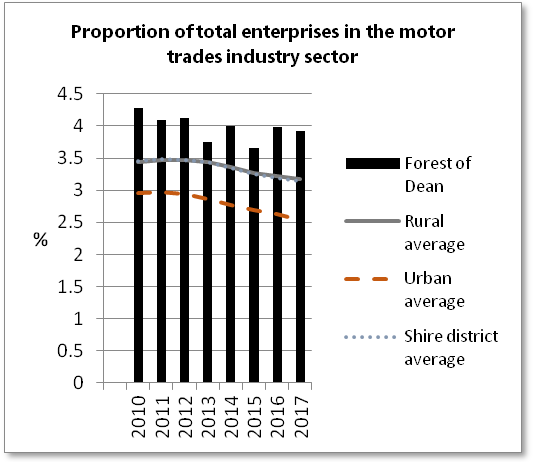 Proportion of total enterprises in the motor
trades industry sector
4.5
4
3.5
3
2.5
2
1.5
1
0.5
0
%
2010
2011
2012
2013
2014
2015
2016
2017
Forest of
Dean
Rural
average
Urban
average
Shire district
average